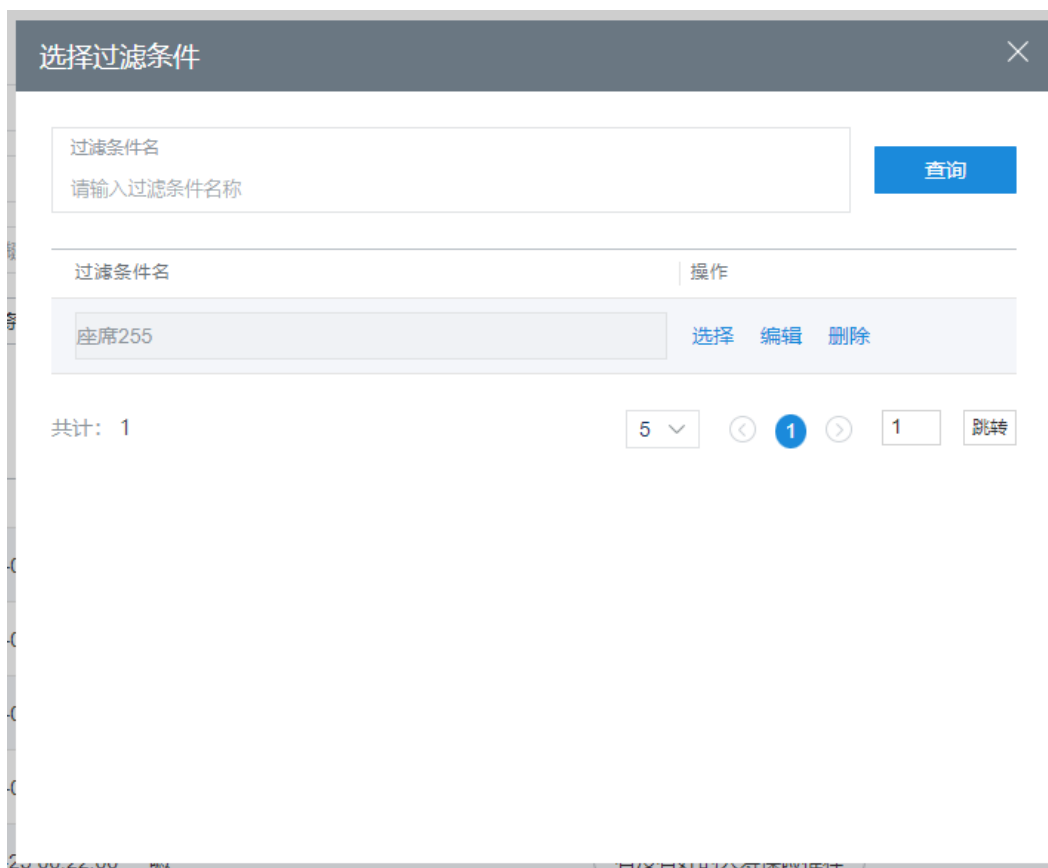 选择过滤条件
过滤条件名
请输入过滤条件名称
查询
过滤条件名 操作
座席255 选择 编辑 删除
共计： 1 5 1 1 跳转